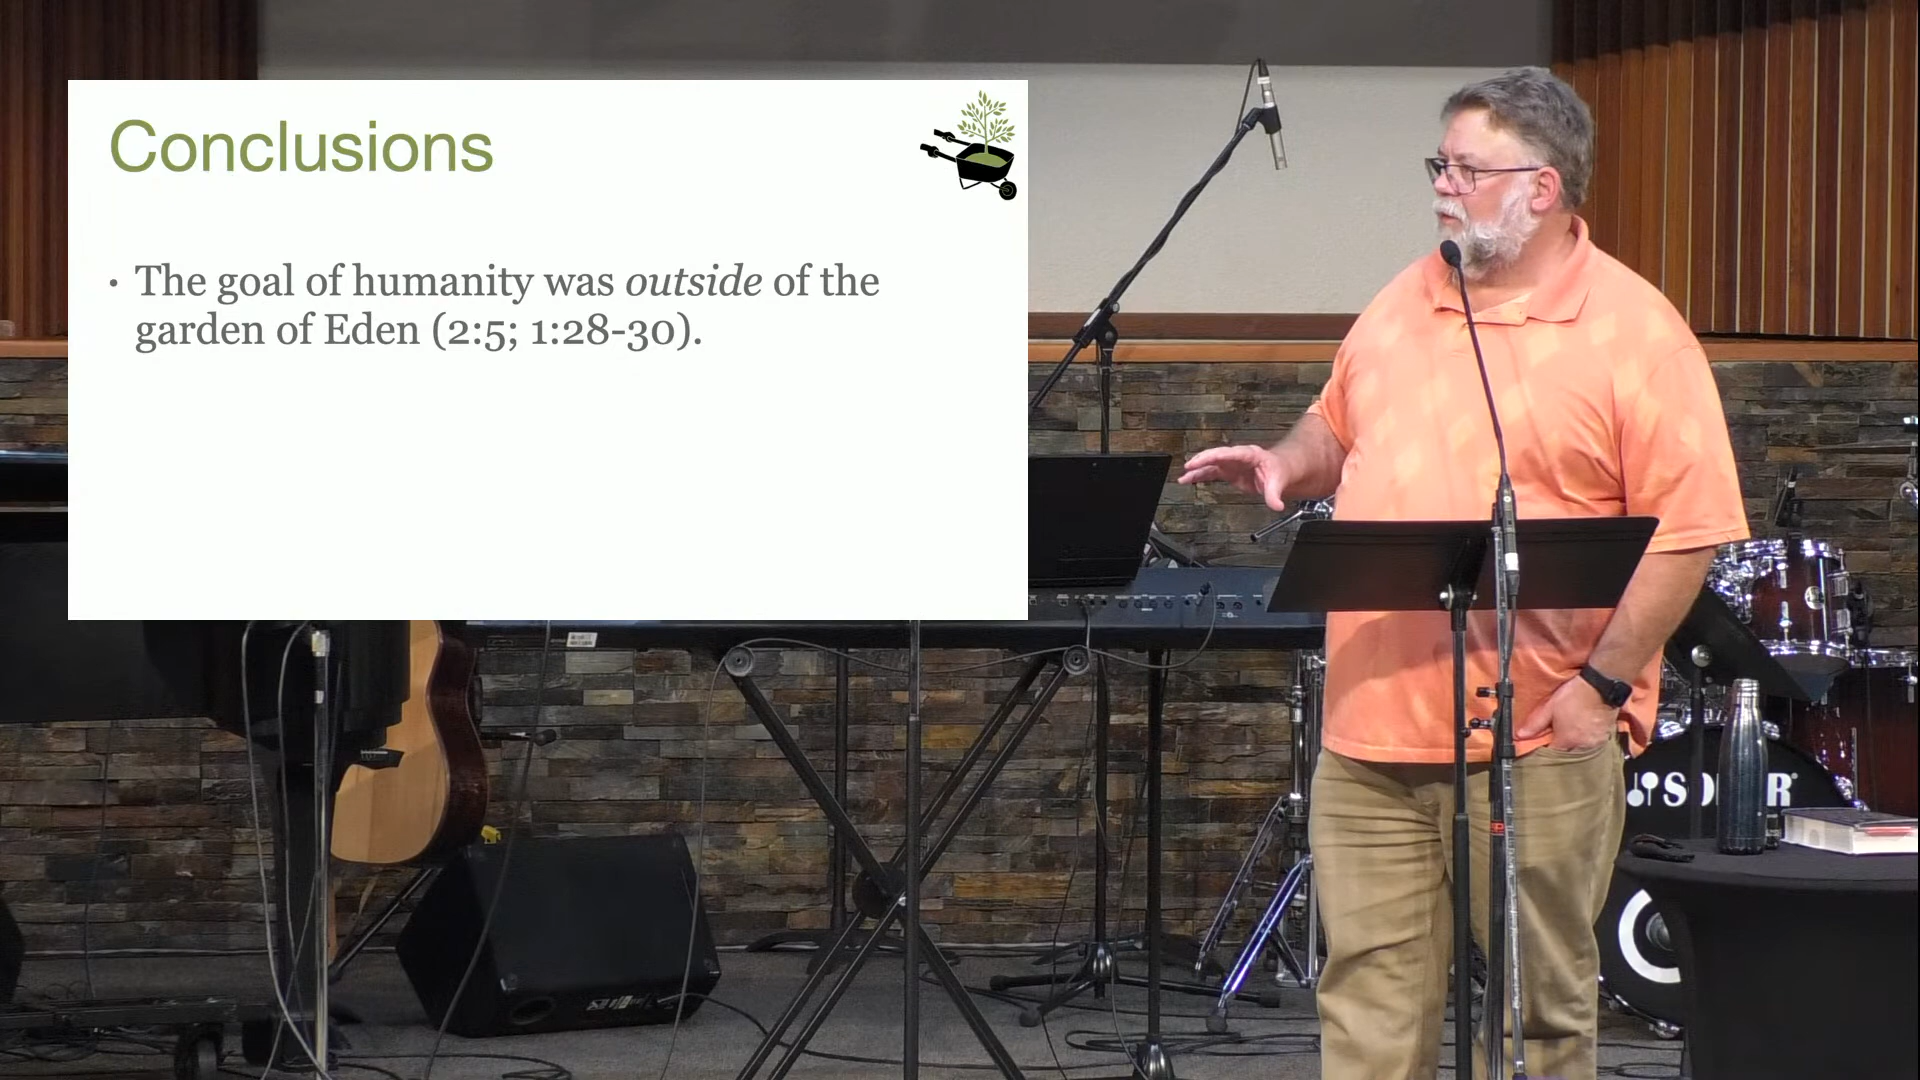 Conclusions
• The goal of humanity was outside of the
garden of Eden (2:5; 1:28-30).